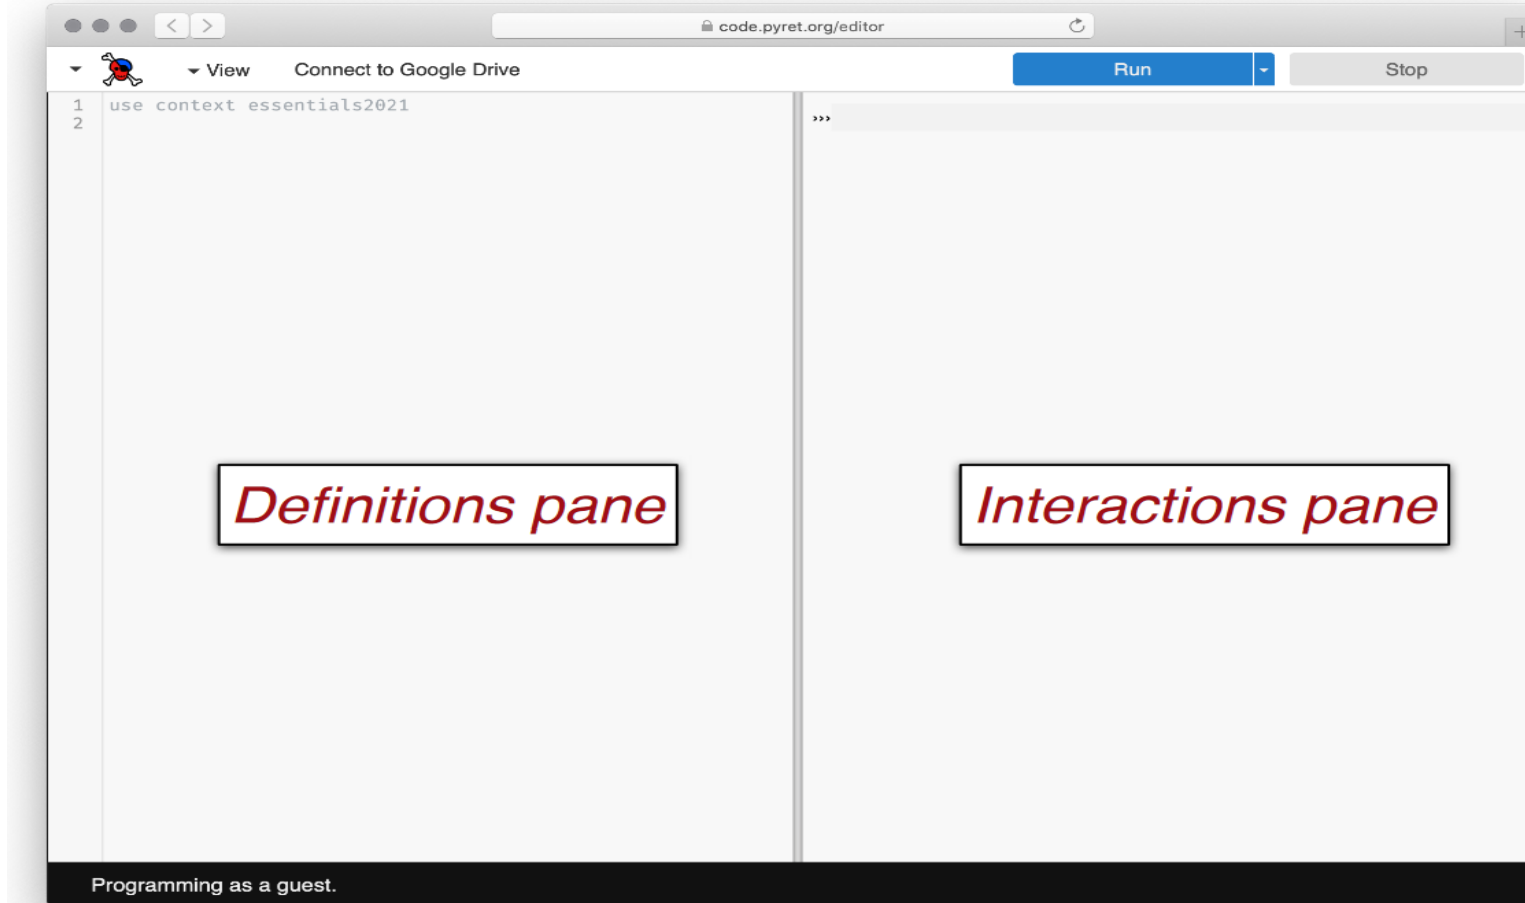 code.pyret.org/editor
View
Connect to Google Drive
Run
Stop
1 use context essentials2021
2
›››
Definitions pane
Interactions pane
Programming as a guest.